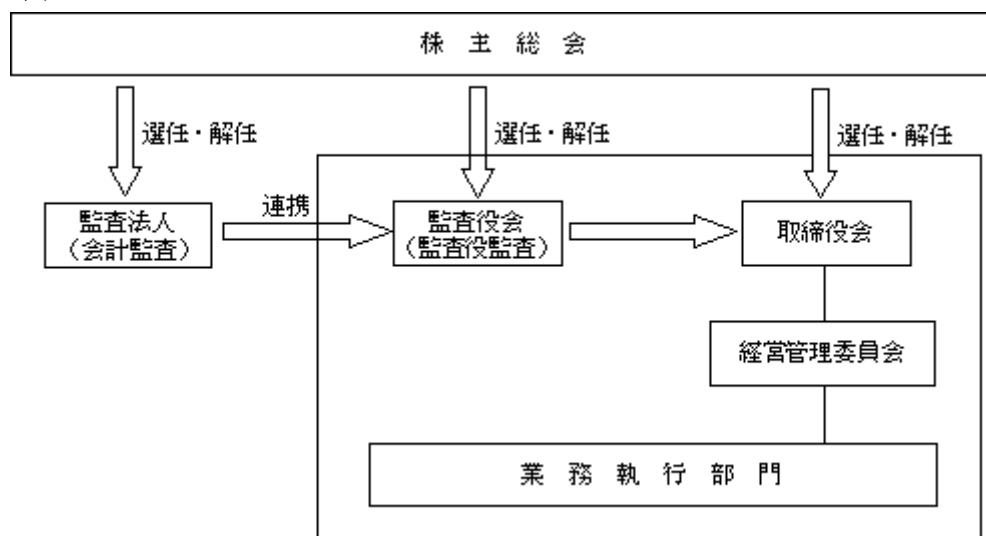 株主総会
選任・解任
選任・解任
選任・解任
監査法人
（会計監査）
連携
監査役会
（監査役監査）
取締役会
経営管理委員会
業務執行部門